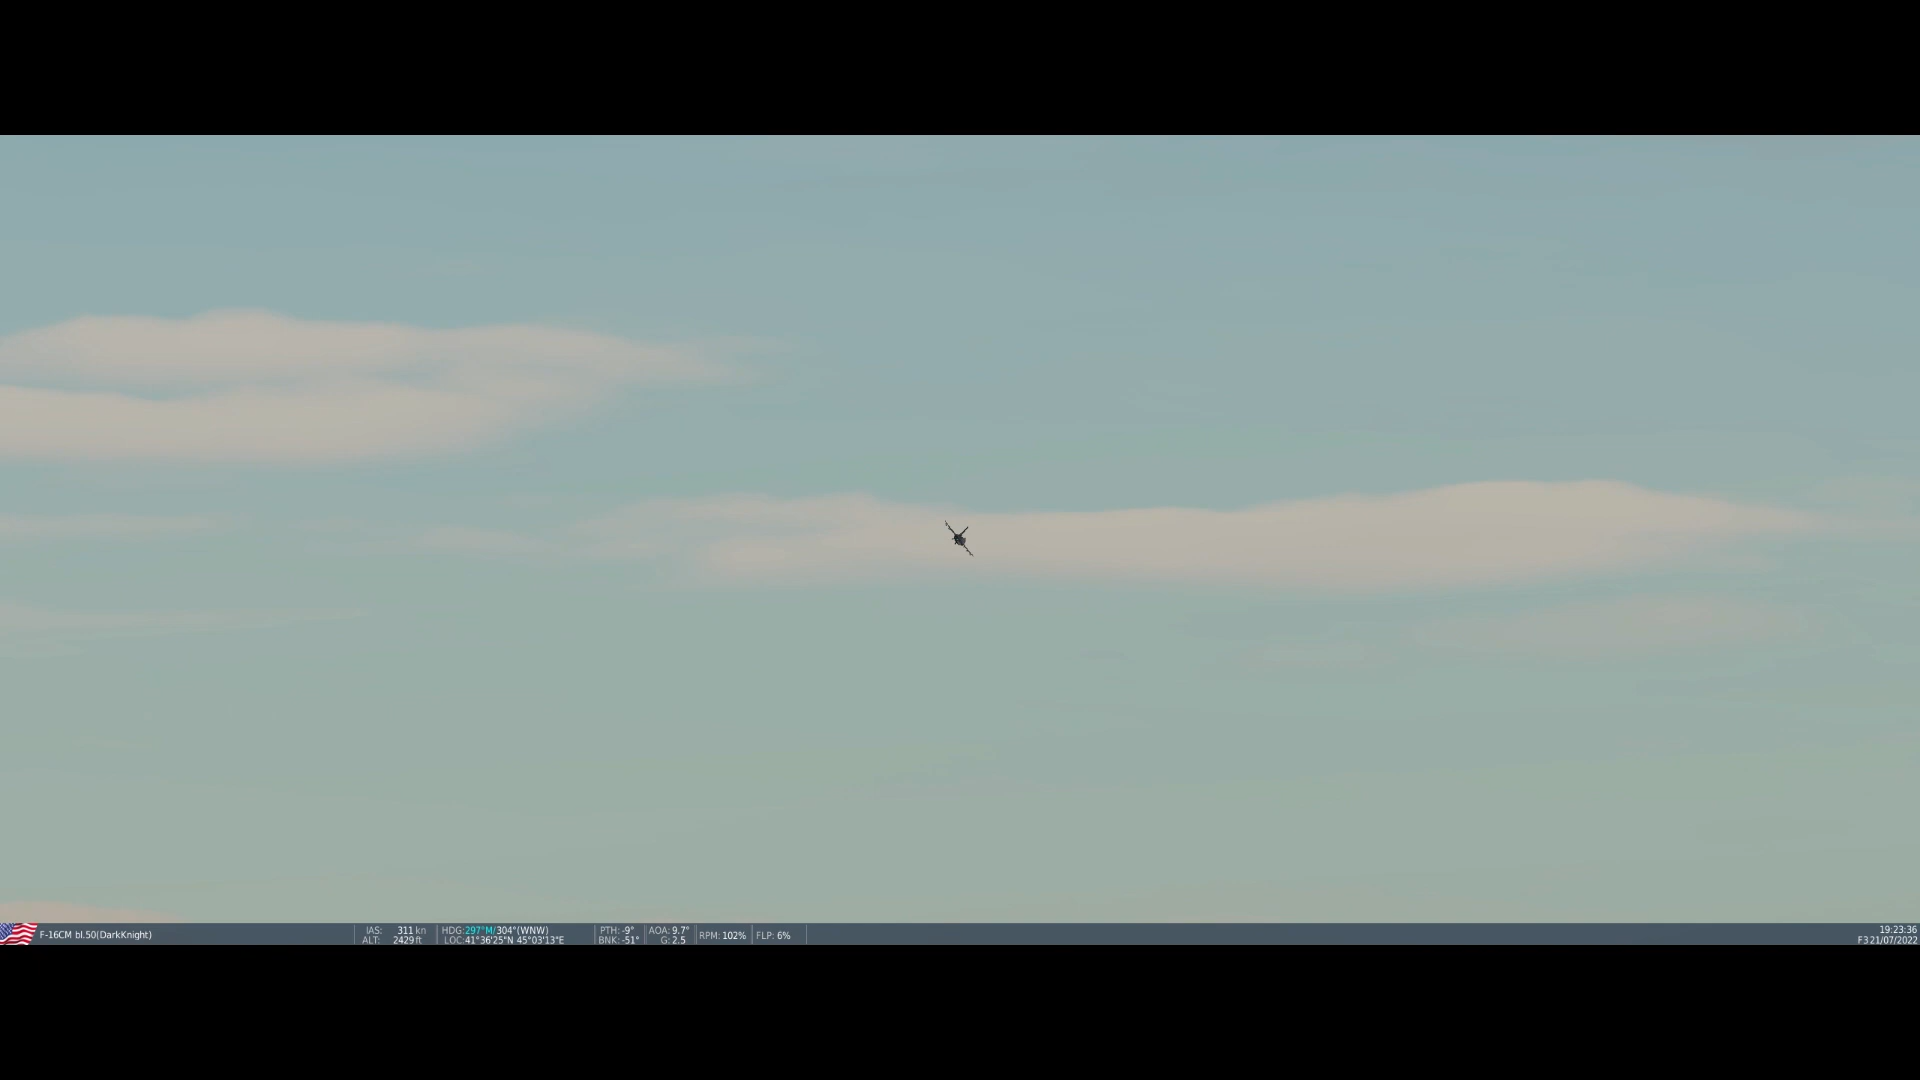 F-16CM bl.50(DarkKnight)
IAS: 311 kn HDG:297°M/304°(WNW) PTH: -9° AOA: 9.7° RPM: 102% FLP: 6% 19:23:36
ALT: 2429 ft LOC:41°36'25"N 45°03'13"E BNK: -51° G: 2.5 F3 21/07/2022